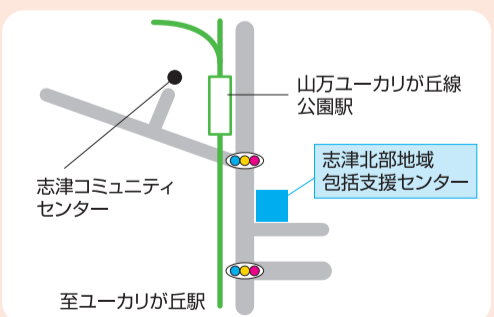 山万ユーカリが丘線
公園駅
志津北部地域
包括支援センター
志津コミュニティ
センター
至ユーカリが丘駅